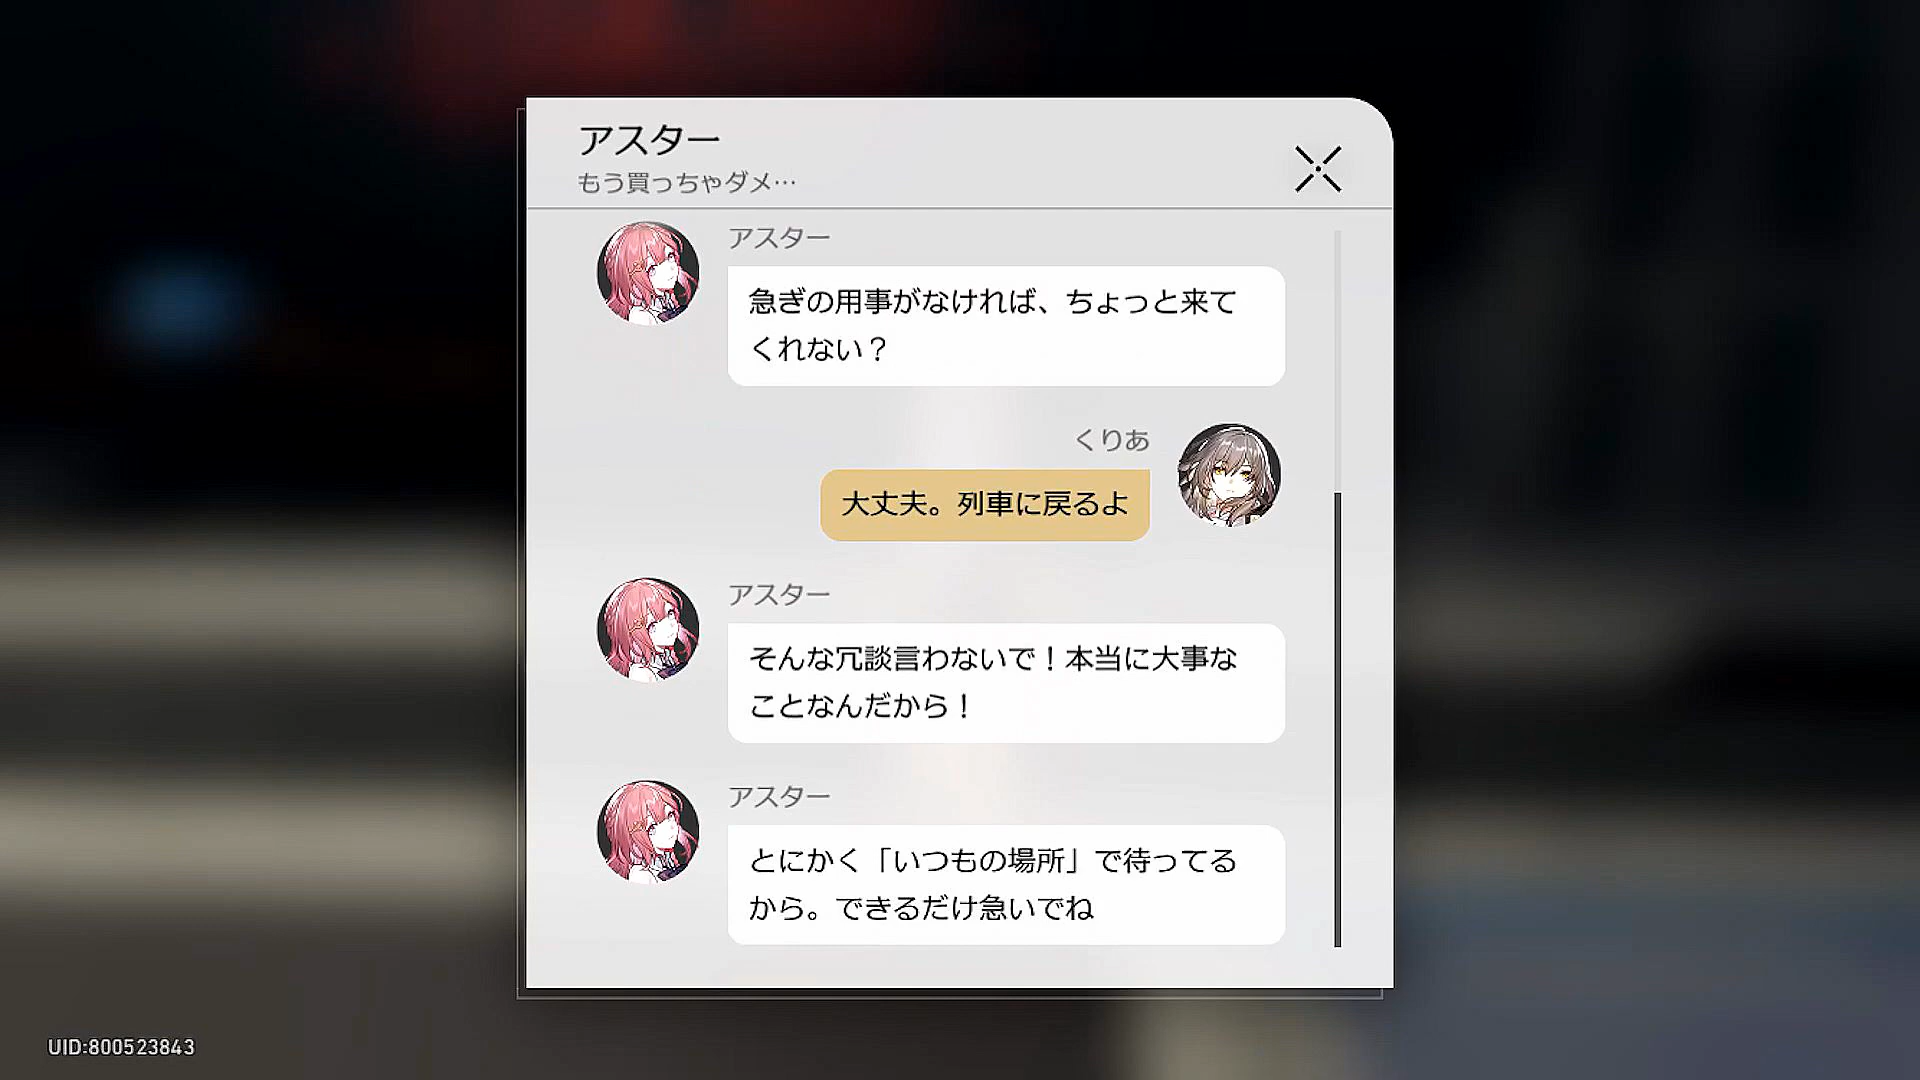 アスター
もう買っちゃダメ…
アスター
急ぎの用事がなければ、ちょっと来て
くれない？
くりあ
大丈夫。列車に戻るよ
アスター
そんな冗談言わないで！本当に大事な
ことなんだから！
アスター
とにかく「いつもの場所」で待ってる
から。できるだけ急いでね
UID:800523843